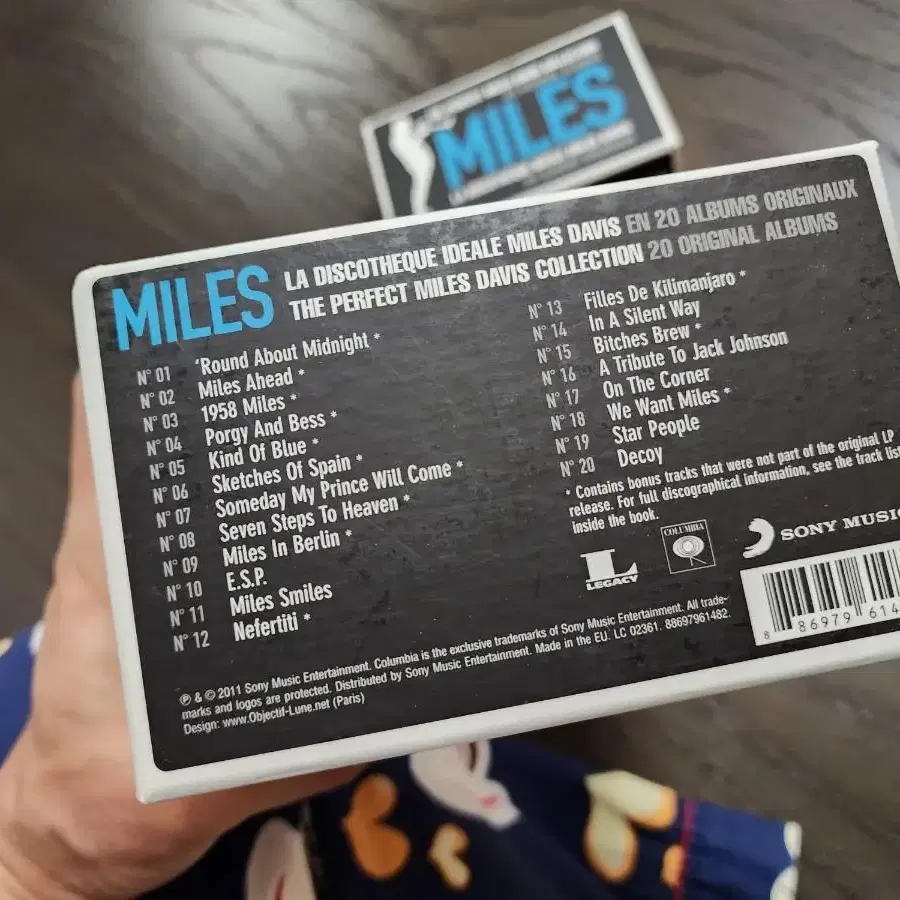 MILES
MILES LA DISCOTHEQUE IDEALE MILES DAVIS EN 20 ALBUMS ORIGINAUX
THE PERFECT MILES DAVIS COLLECTION 20 ORIGINAL ALBUMS
N° 01 'Round About Midnight *
N° 02 Miles Ahead *
N° 03 1958 Miles *
N° 04 Porgy And Bess *
N° 05 Kind Of Blue *
N° 06 Sketches Of Spain *
N° 07 Someday My Prince Will Come *
N° 08 Seven Steps To Heaven *
N° 09 Miles In Berlin *
N° 10 E.S.P.
N° 11 Miles Smiles
N° 12 Nefertiti *
N° 13 Filles De Kilimanjaro *
N° 14 In A Silent Way
N° 15 Bitches Brew *
N° 16 A Tribute To Jack Johnson
N° 17 On The Corner
N° 18 We Want Miles *
N° 19 Star People
N° 20 Decoy
* Contains bonus tracks that were not part of the original LP
release. For full discographical information, see the track
inside the book.
L
LEGACY
COLUMBIA
SONY MUSIC
8 86979 614
℗ & © 2011 Sony Music Entertainment. Columbia is the exclusive trademarks of Sony Music Entertainment. All trade-
marks and logos are protected. Distributed by Sony Music Entertainment. Made in the EU. LC 02361. 88697961482.
Design: www.Objectif-Lune.net (Paris)